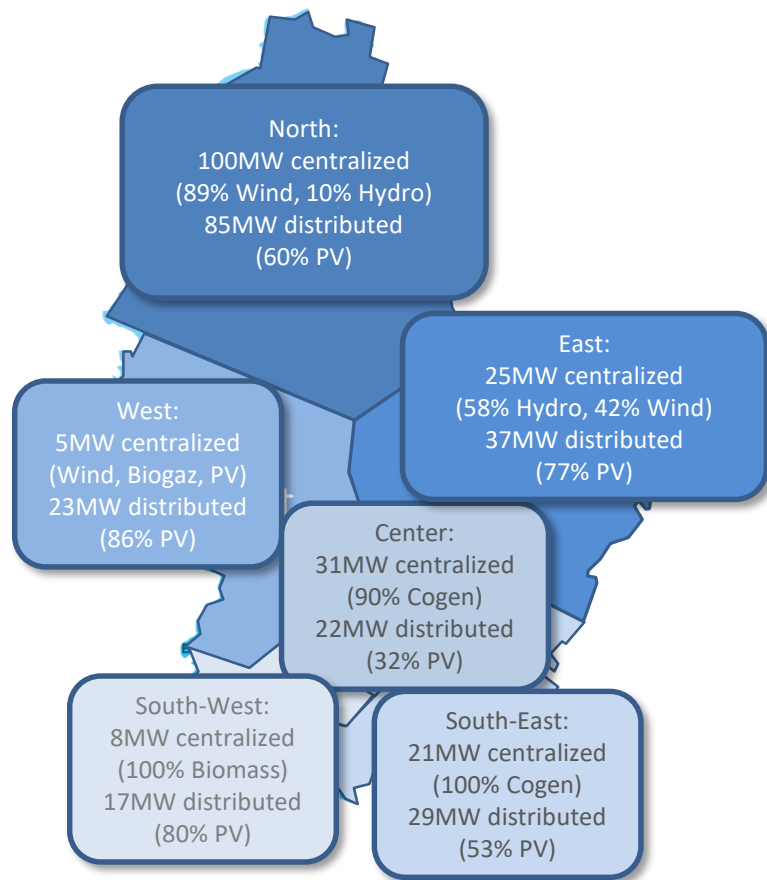 North:
100MW centralized
(89% Wind, 10% Hydro)
85MW distributed
(60% PV)
East:
25MW centralized
(58% Hydro, 42% Wind)
37MW distributed
(77% PV)
West:
5MW centralized
(Wind, Biogaz, PV)
23MW distributed
(86% PV)
Center:
31MW centralized
(90% Cogen)
22MW distributed
(32% PV)
South-West:
8MW centralized
(100% Biomass)
17MW distributed
(80% PV)
South-East:
21MW centralized
(100% Cogen)
29MW distributed
(53% PV)